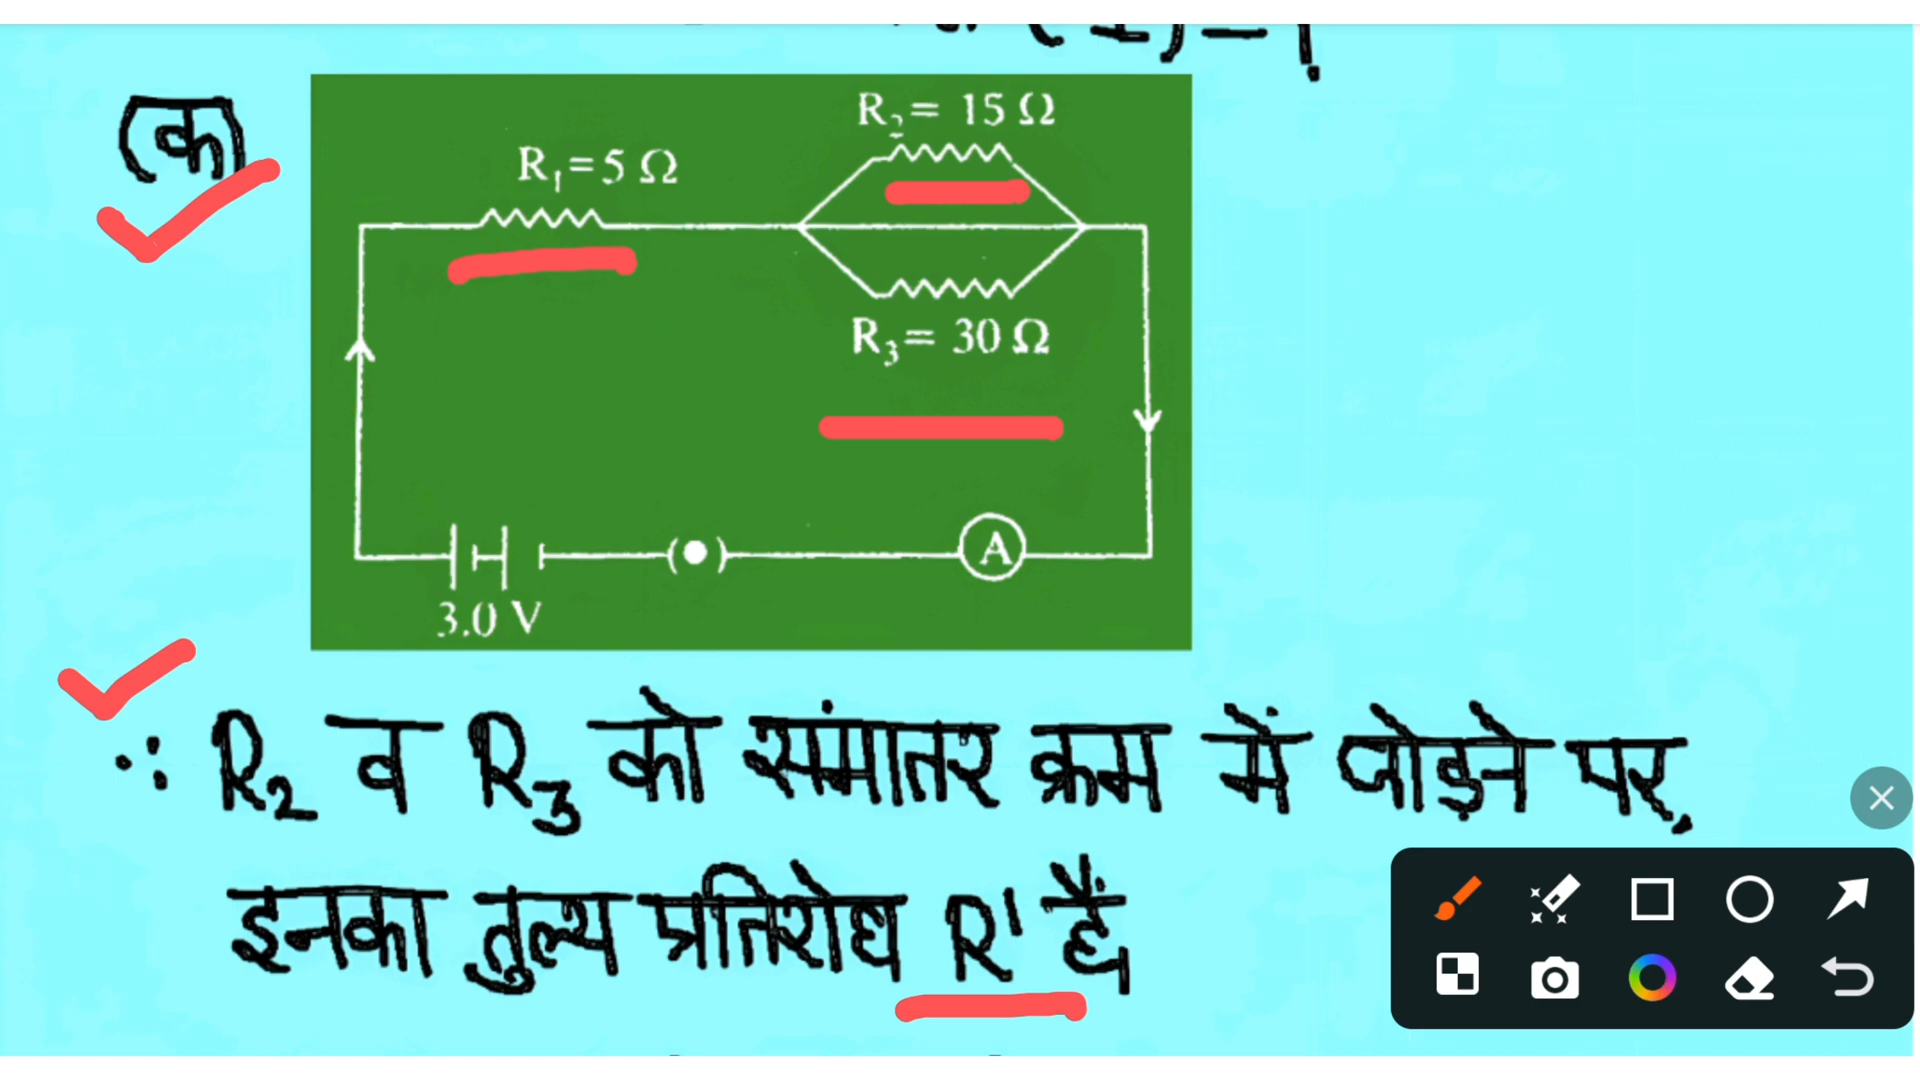 (क)
R₂= 15 Ω
R₁=5 Ω
R₃= 30 Ω
A
3.0 V
∵ R₂ व R₃ को समांतर क्रम में जोड़ने पर,
इनका तुल्य प्रतिरोध R' है।